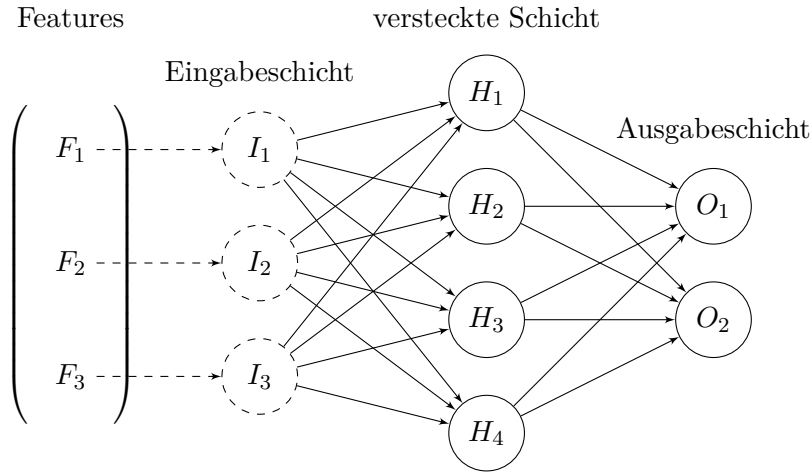 Features
versteckte Schicht
Eingabeschicht
Ausgabeschicht
F₁
I₁
H₁
F₂
I₂
H₂
O₁
F₃
I₃
H₃
O₂
H₄